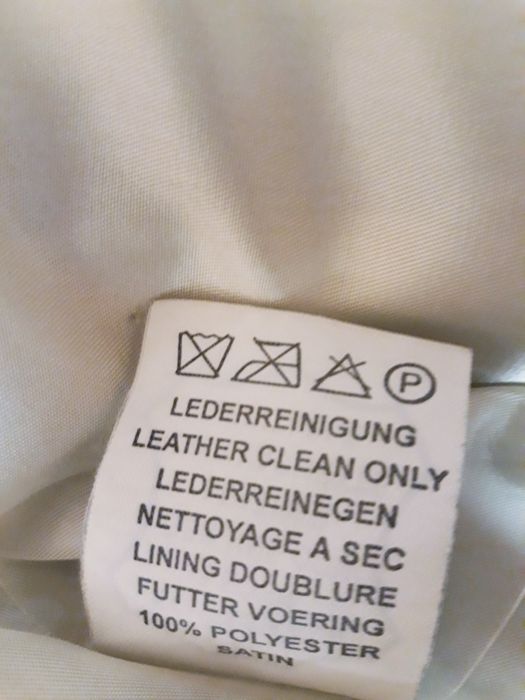 P
LEDERREINIGUNG
LEATHER CLEAN ONLY
LEDERREINEGEN
NETTOYAGE A SEC
LINING DOUBLURE
FUTTER VOERING
100% POLYESTER
SATIN